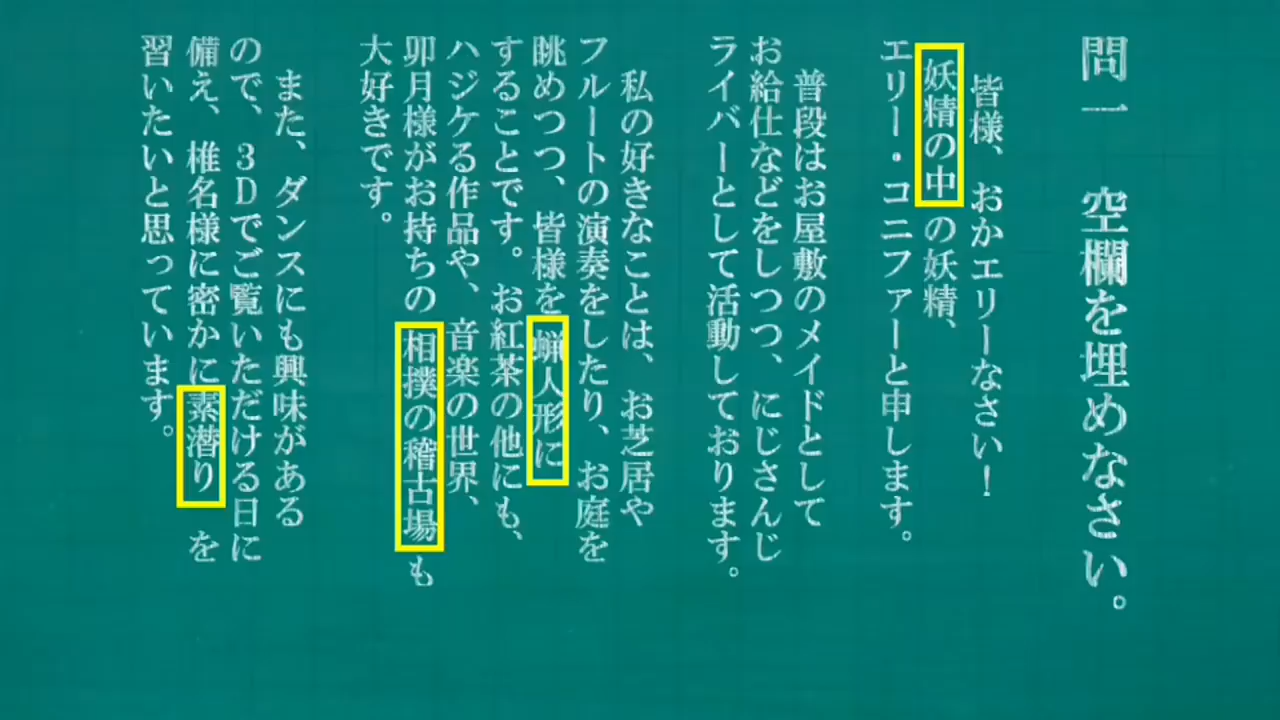 問一 空欄を埋めなさい。
皆様、おかエリーなさい！
妖精の中の妖精、
エリー・コニファーと申します。
普段はお屋敷のメイドとして
お給仕などをしつつ、にじさんじ
ライバーとして活動しております。
私の好きなことは、お芝居や
フルートの演奏をしたり、お庭を
眺めつつ、皆様を蝋人形に
することです。お紅茶の他にも、
ハジケる作品や、音楽の世界、
卯月様がお持ちの相撲の稽古場も
大好きです。
また、ダンスにも興味がある
ので、3Dでご覧いただける日に
備え、椎名様に密かに素潜りを
習いたいと思っています。